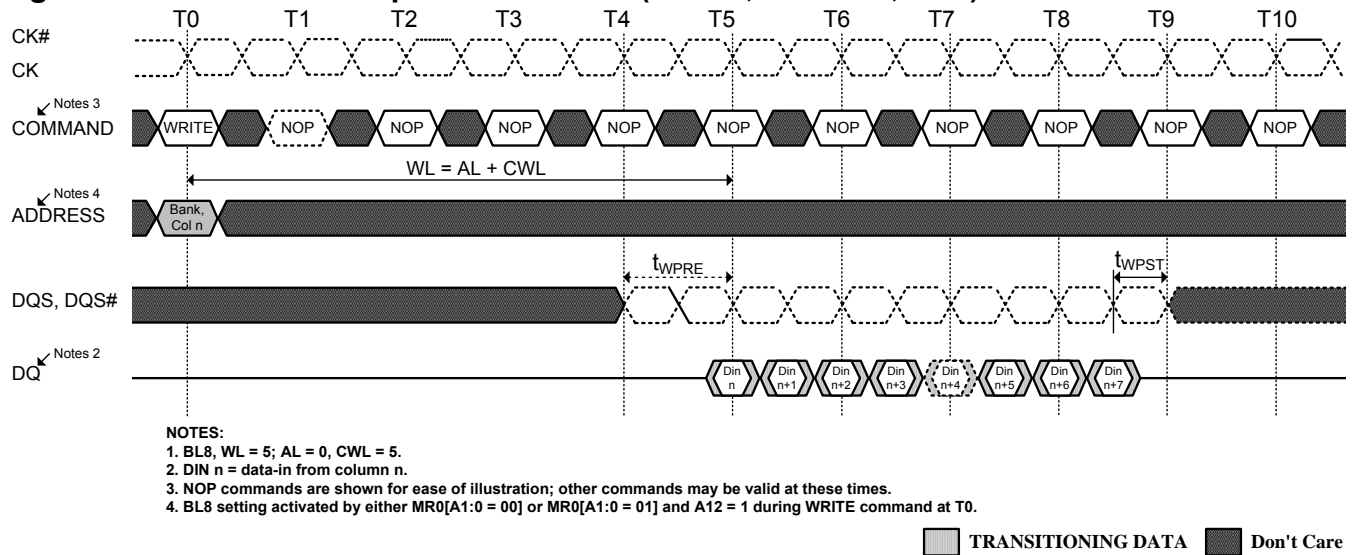 T0 T1 T2 T3 T4 T5 T6 T7 T8 T9 T10
CK#
CK
Notes 3
COMMAND
WRITE NOP NOP NOP NOP NOP NOP NOP NOP NOP NOP
WL = AL + CWL
Notes 4
ADDRESS
Bank,
Col n
tWPRE
tWPST
DQS, DQS#
Notes 2
DQ
Din n
Din n+1
Din n+2
Din n+3
Din n+4
Din n+5
Din n+6
Din n+7
NOTES:
1. BL8, WL = 5; AL = 0, CWL = 5.
2. DIN n = data-in from column n.
3. NOP commands are shown for ease of illustration; other commands may be valid at these times.
4. BL8 setting activated by either MR0[A1:0 = 00] or MR0[A1:0 = 01] and A12 = 1 during WRITE command at T0.
TRANSITIONING DATA Don't Care